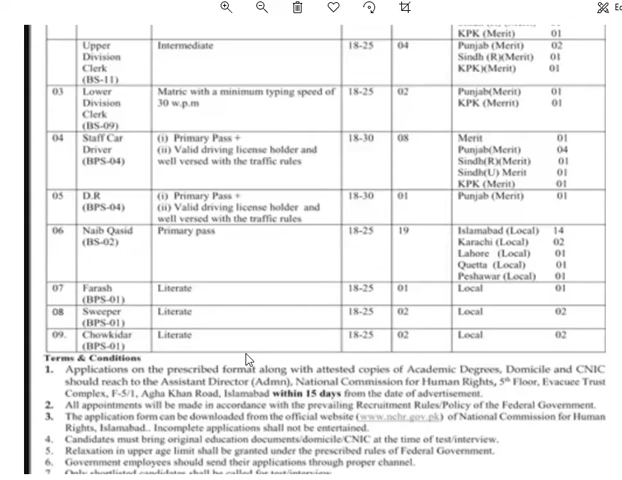 KPK (Merit) 01
Upper Division Clerk (BS-11) Intermediate 18-25 04 Punjab (Merit) 02
Sindh (R)(Merit) 01
KPK)(Merit) 01
03 Lower Division Clerk (BS-09) Matric with a minimum typing speed of 30 w.p.m 18-25 02 Punjab(Merit) 01
KPK (Merrit) 01
04 Staff Car Driver (BPS-04) (i) Primary Pass + (ii) Valid driving license holder and well versed with the traffic rules 18-30 08 Merit 01
Punjab(Merit) 04
Sindh(R)(Merit) 01
Sindh(U) Merit 01
KPK (Merit) 01
05 D.R (BPS-04) (i) Primary Pass + (ii) Valid driving license holder and well versed with the traffic rules 18-30 01 Punjab (Merit) 01
06 Naib Qasid (BS-02) Primary pass 18-25 19 Islamabad (Local) 14
Karachi (Local) 02
Lahore (Local) 01
Quetta (Local) 01
Peshawar (Local) 01
07 Farash (BPS-01) Literate 18-25 01 Local 01
08 Sweeper (BPS-01) Literate 18-25 02 Local 02
09. Chowkidar (BPS-01) Literate 18-25 02 Local 02
Terms & Conditions
1. Applications on the prescribed format along with attested copies of Academic Degrees, Domicile and CNIC
should reach to the Assistant Director (Admn), National Commission for Human Rights, 5th Floor, Evacuee Trust
Complex, F-5/1, Agha Khan Road, Islamabad within 15 days from the date of advertisement.
2. All appointments will be made in accordance with the prevailing Recruitment Rules/Policy of the Federal Government.
3. The application form can be downloaded from the official website (www.nchr.gov.pk) of National Commission for Human
Rights, Islamabad.. Incomplete applications shall not be entertained.
4. Candidates must bring original education documents/domicile/CNIC at the time of test/interview.
5. Relaxation in upper age limit shall be granted under the prescribed rules of Federal Government.
6. Government employees should send their applications through proper channel.
7. Only shortlisted candidates shall be called for test/interview.